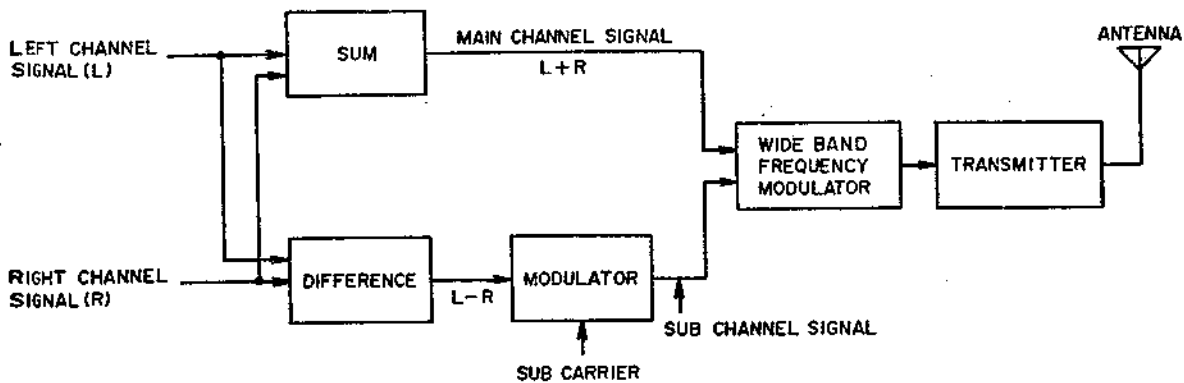 LEFT CHANNEL
SIGNAL (L)
SUM
MAIN CHANNEL SIGNAL
L+R
ANTENNA
WIDE BAND
FREQUENCY
MODULATOR
TRANSMITTER
RIGHT CHANNEL
SIGNAL (R)
DIFFERENCE
L-R
MODULATOR
SUB CHANNEL SIGNAL
SUB CARRIER